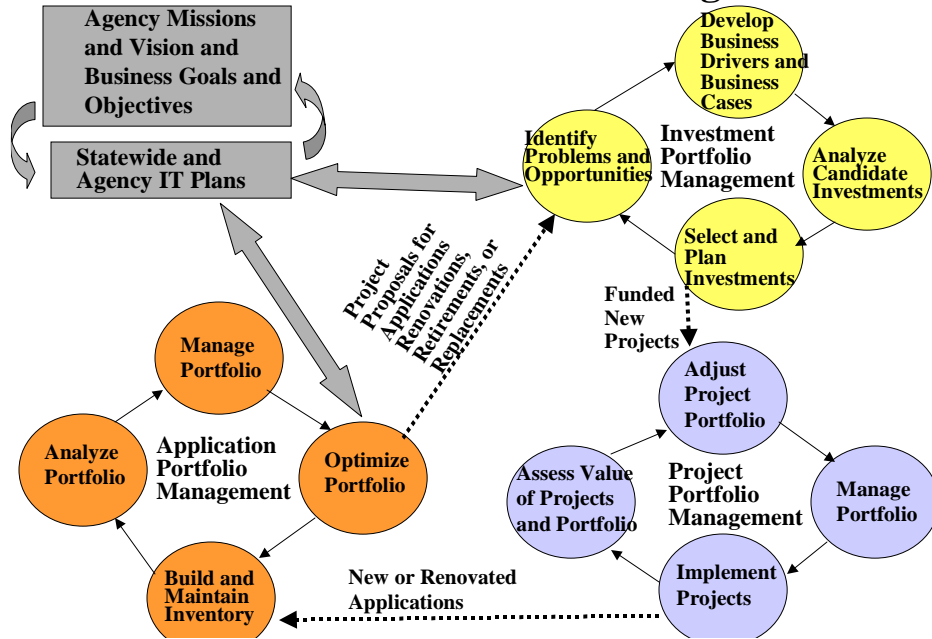 Agency Missions
and Vision and
Business Goals and
Objectives
Statewide and
Agency IT Plans
Develop
Business
Drivers and
Business
Cases
Identify
Problems and
Opportunities
Investment
Portfolio
Management
Analyze
Candidate
Investments
Select and
Plan
Investments
Project
Proposals for
Applications
Renovations,
Retirements, or
Replacements
Funded
New
Projects
Manage
Portfolio
Analyze
Portfolio
Application
Portfolio
Management
Optimize
Portfolio
Build and
Maintain
Inventory
Adjust
Project
Portfolio
Assess Value
of Projects
and Portfolio
Project
Portfolio
Management
Manage
Portfolio
Implement
Projects
New or Renovated
Applications